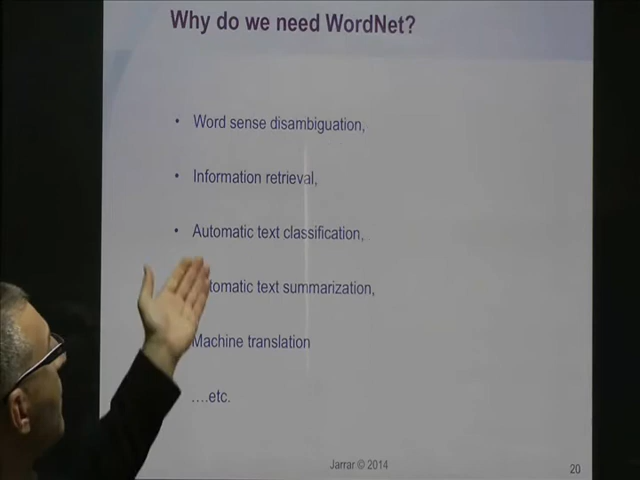 Why do we need WordNet?
• Word sense disambiguation,
• Information retrieval,
• Automatic text classification,
tomatic text summarization,
Machine translation
….etc.
Jarrar © 2014
20